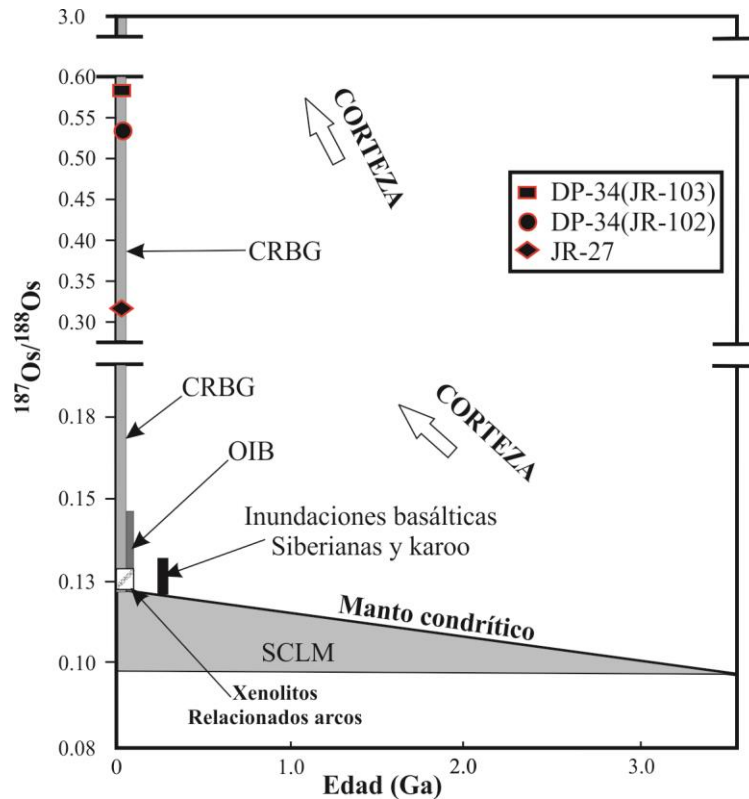 3.0
0.60
0.55
0.50
0.45
0.40
0.35
0.30
0.18
0.15
0.13
0.10
0.08
187Os/188Os
CORTEZA
DP-34(JR-103)
DP-34(JR-102)
JR-27
CRBG
CRBG
CORTEZA
OIB
Inundaciones basálticas
Siberianas y karoo
Manto condrítico
SCLM
Xenolitos
Relacionados arcos
0
1.0
2.0
3.0
Edad (Ga)